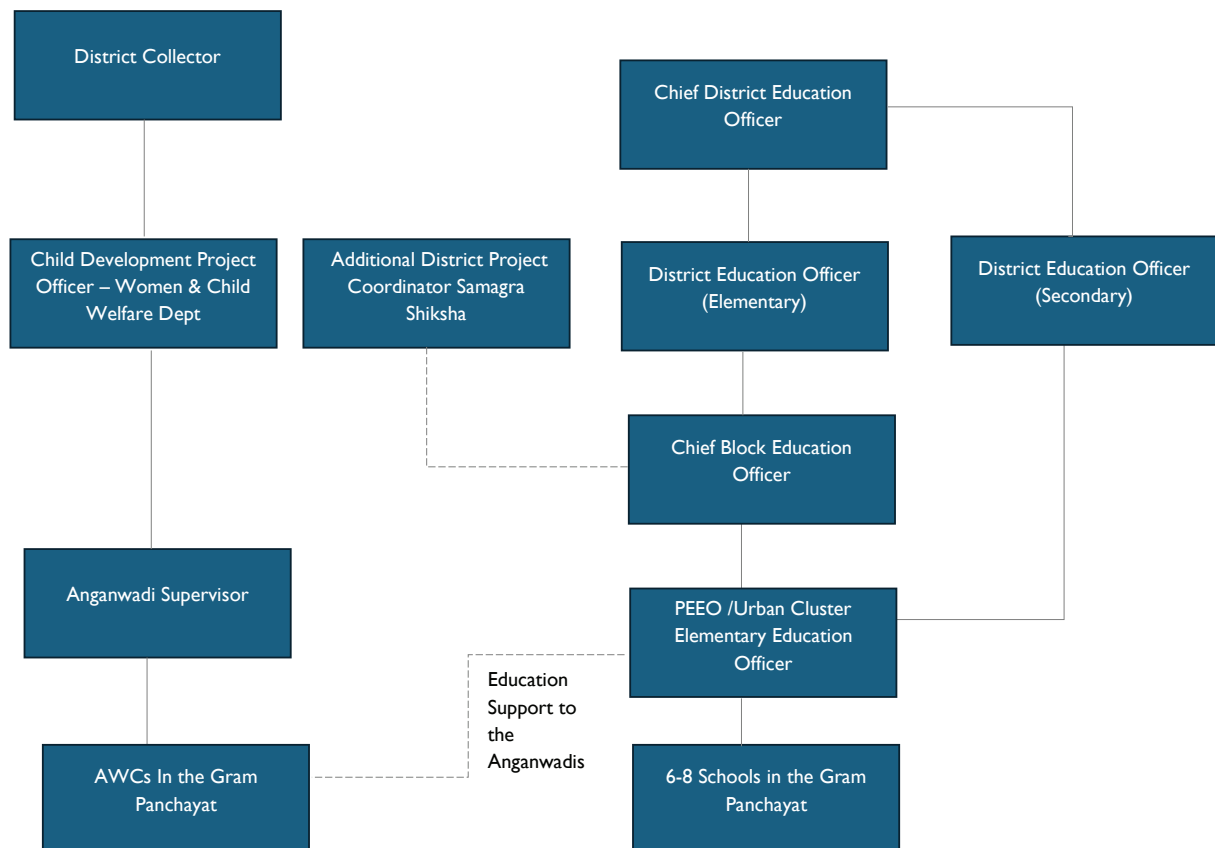 District Collector
Chief District Education
Officer
Child Development Project
Officer – Women & Child
Welfare Dept
Additional District Project
Coordinator Samagra
Shiksha
District Education Officer
(Elementary)
District Education Officer
(Secondary)
Chief Block Education
Officer
Anganwadi Supervisor
PEEO /Urban Cluster
Elementary Education
Officer
Education
Support to
the
Anganwadis
AWCs In the Gram
Panchayat
6-8 Schools in the Gram
Panchayat